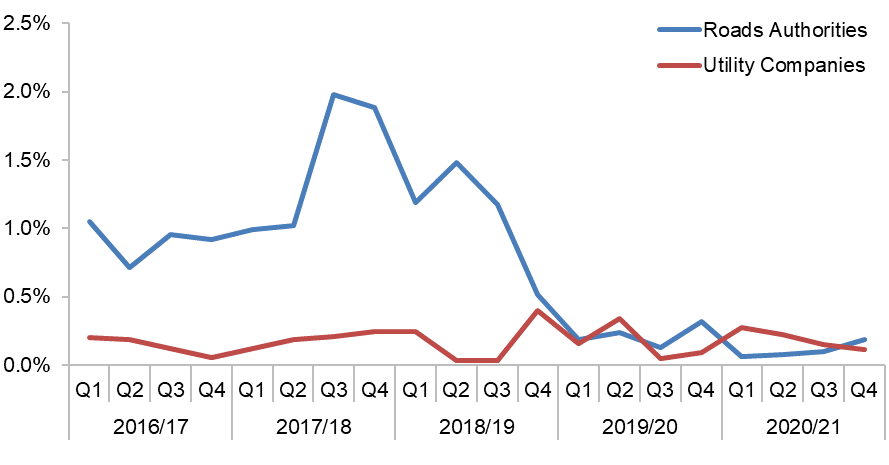 2.5%
Roads Authorities
Utility Companies
2.0%
1.5%
1.0%
0.5%
0.0%
Q1 Q2 Q3 Q4 Q1 Q2 Q3 Q4 Q1 Q2 Q3 Q4 Q1 Q2 Q3 Q4 Q1 Q2 Q3 Q4
2016/17 2017/18 2018/19 2019/20 2020/21